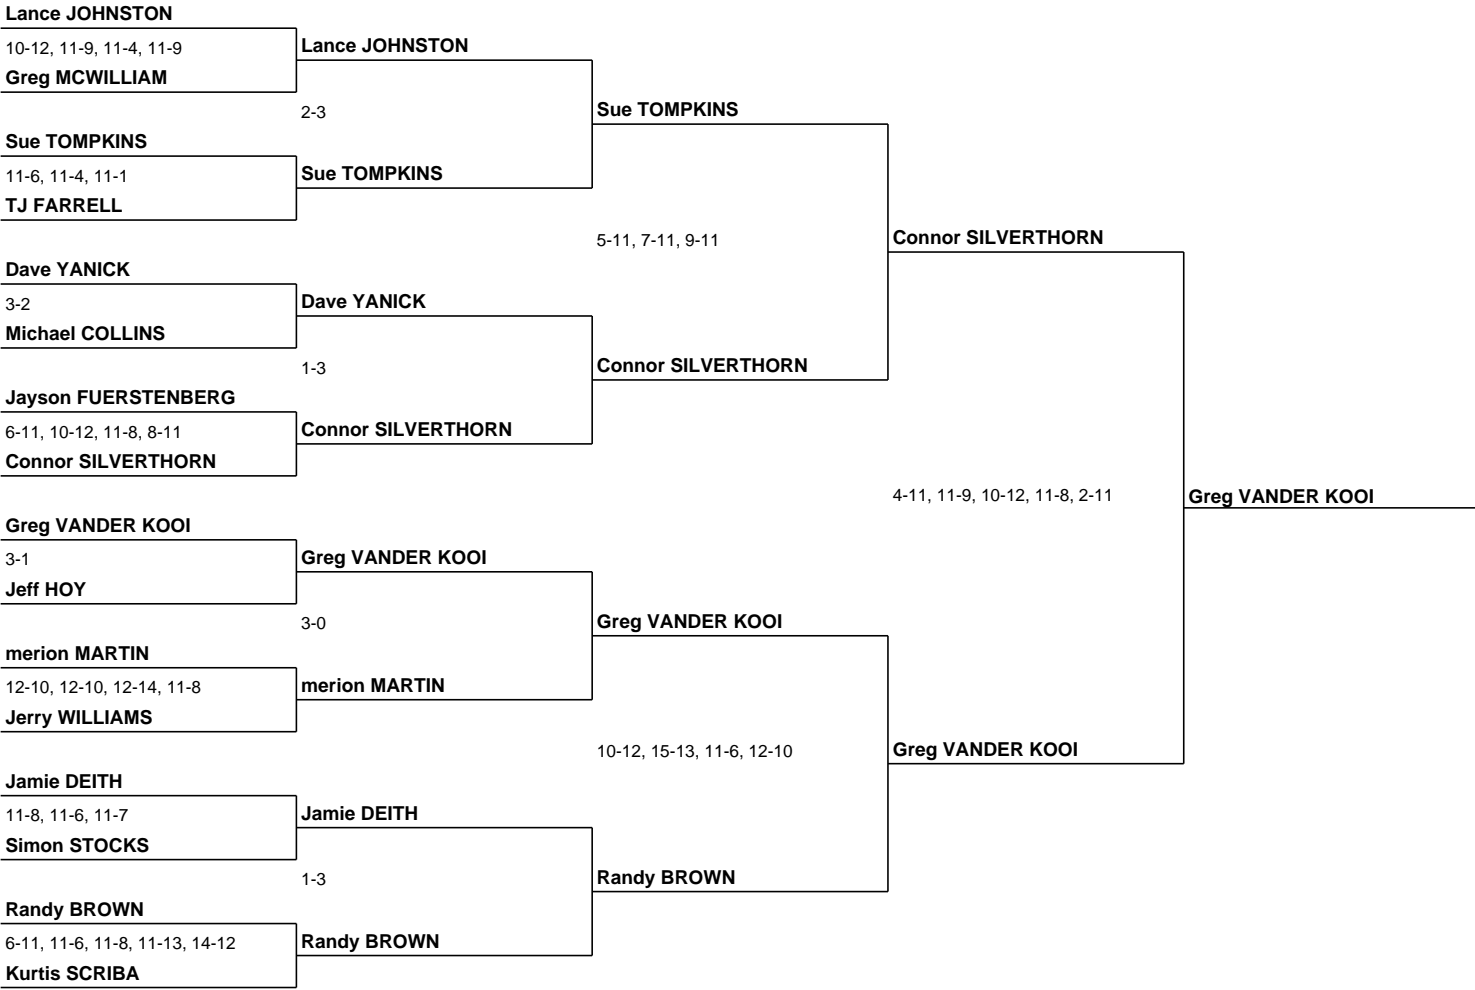 Lance JOHNSTON
10-12, 11-9, 11-4, 11-9
Lance JOHNSTON
Greg MCWILLIAM
2-3
Sue TOMPKINS
Sue TOMPKINS
11-6, 11-4, 11-1
Sue TOMPKINS
TJ FARRELL
5-11, 7-11, 9-11
Connor SILVERTHORN
Dave YANICK
3-2
Dave YANICK
Michael COLLINS
1-3
Connor SILVERTHORN
Jayson FUERSTENBERG
6-11, 10-12, 11-8, 8-11
Connor SILVERTHORN
Connor SILVERTHORN
4-11, 11-9, 10-12, 11-8, 2-11
Greg VANDER KOOI
Greg VANDER KOOI
3-1
Greg VANDER KOOI
Jeff HOY
3-0
Greg VANDER KOOI
merion MARTIN
12-10, 12-10, 12-14, 11-8
merion MARTIN
Jerry WILLIAMS
10-12, 15-13, 11-6, 12-10
Greg VANDER KOOI
Jamie DEITH
11-8, 11-6, 11-7
Jamie DEITH
Simon STOCKS
1-3
Randy BROWN
Randy BROWN
6-11, 11-6, 11-8, 11-13, 14-12
Randy BROWN
Kurtis SCRIBA